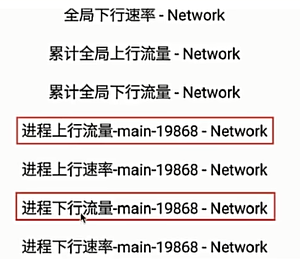 全局下行速率 - Network
累计全局上行流量 - Network
累计全局下行流量 - Network
进程上行流量-main-19868 - Network
进程上行速率-main-19868 - Network
进程下行流量-main-19868 - Network
进程下行速率-main-19868 - Network